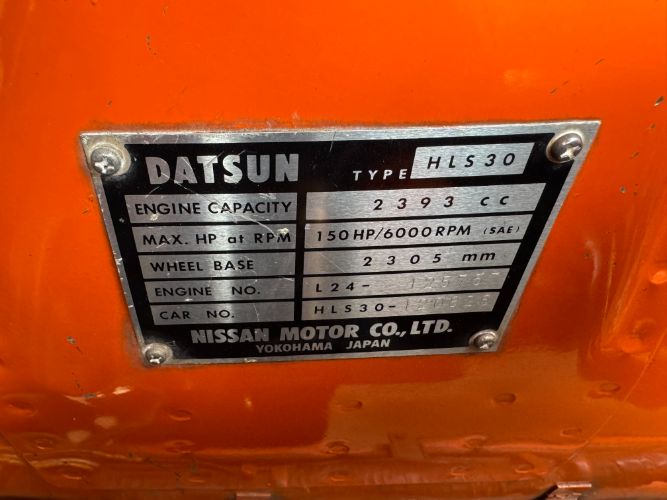 DATSUN TYPE HLS30
ENGINE CAPACITY 2393 CC
MAX. HP at RPM 150HP/6000RPM (SAE)
WHEEL BASE 2305 mm
ENGINE NO. L24-
CAR NO. HLS30-
NISSAN MOTOR CO., LTD.
YOKOHAMA JAPAN